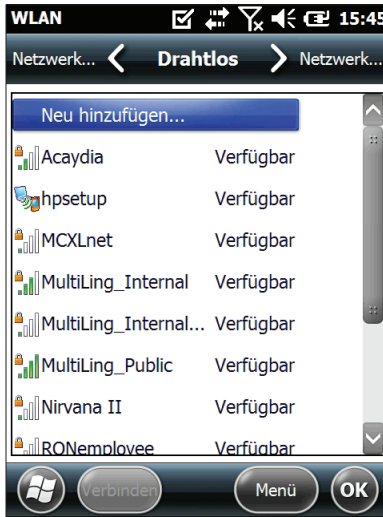 WLAN 15:45
Netzwerk... Drahtlos Netzwerk...
Neu hinzufügen...
Acaydia Verfügbar
hpsetup Verfügbar
MCXLnet Verfügbar
MultiLing_Internal Verfügbar
MultiLing_Internal... Verfügbar
MultiLing_Public Verfügbar
Nirvana II Verfügbar
RONemployee Verfügbar
Verbinden Menü OK